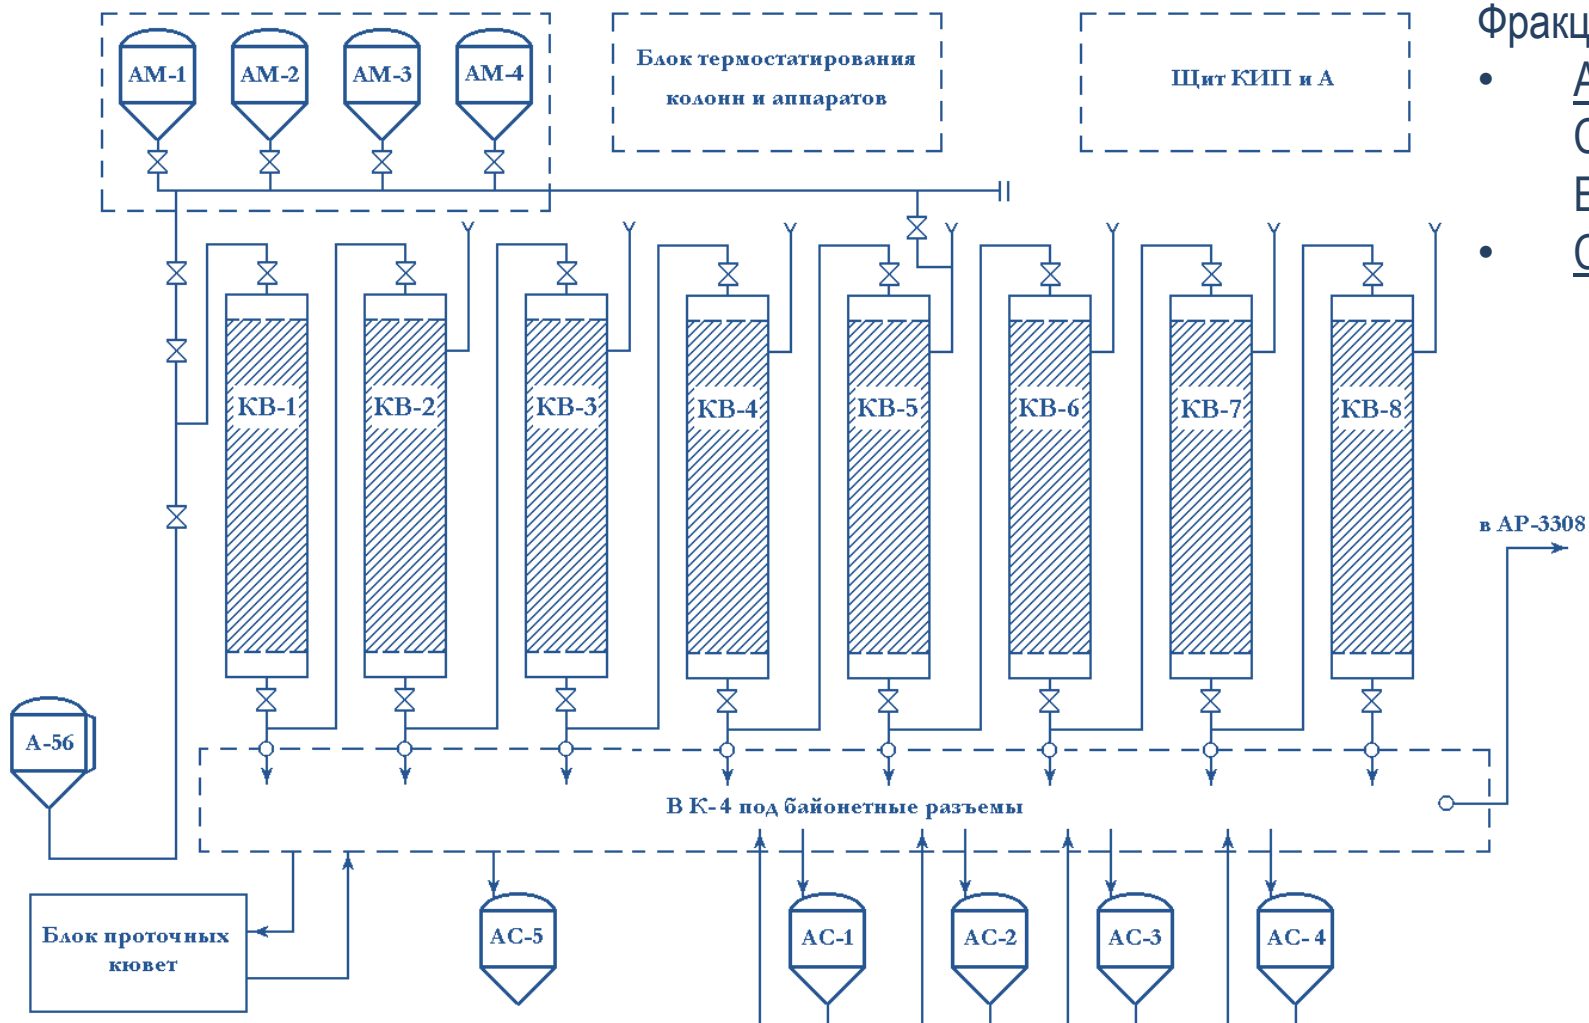 АМ-1
АМ-2
АМ-3
АМ-4
Блок термостатирования
колонн и аппаратов
Щит КИП и А
КВ-1
КВ-2
КВ-3
КВ-4
КВ-5
КВ-6
КВ-7
КВ-8
в АР-3308
А-56
В К-4 под байонетные разъемы
Блок проточных
кювет
АС-5
АС-1
АС-2
АС-3
АС- 4